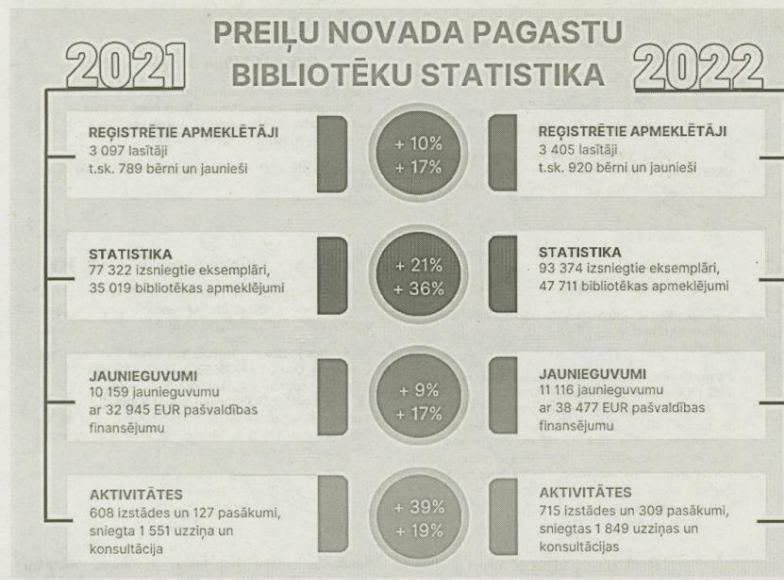 PREIĻU NOVADA PAGASTU
BIBLIOTĒKU STATISTIKA
2021
2022
REĢISTRĒTIE APMEKLĒTĀJI
3 097 lasītāji
t.sk. 789 bērni un jaunieši
+ 10%
+ 17%
REĢISTRĒTIE APMEKLĒTĀJI
3 405 lasītāji
t.sk. 920 bērni un jaunieši
STATISTIKA
77 322 izsniegtie eksemplāri,
35 019 bibliotēkas apmeklējumi
+ 21%
+ 36%
STATISTIKA
93 374 izsniegtie eksemplāri,
47 711 bibliotēkas apmeklējumi
JAUNIEGUVUMI
10 159 jaunieguvumu
ar 32 945 EUR pašvaldības
finansējumu
+ 9%
+ 17%
JAUNIEGUVUMI
11 116 jaunieguvumu
ar 38 477 EUR pašvaldības
finansējumu
AKTIVITĀTES
608 izstādes un 127 pasākumi,
sniegta 1 551 uzziņa un
konsultācija
+ 39%
+ 19%
AKTIVITĀTES
715 izstādes un 309 pasākumi,
sniegtas 1 849 uzziņas un
konsultācijas